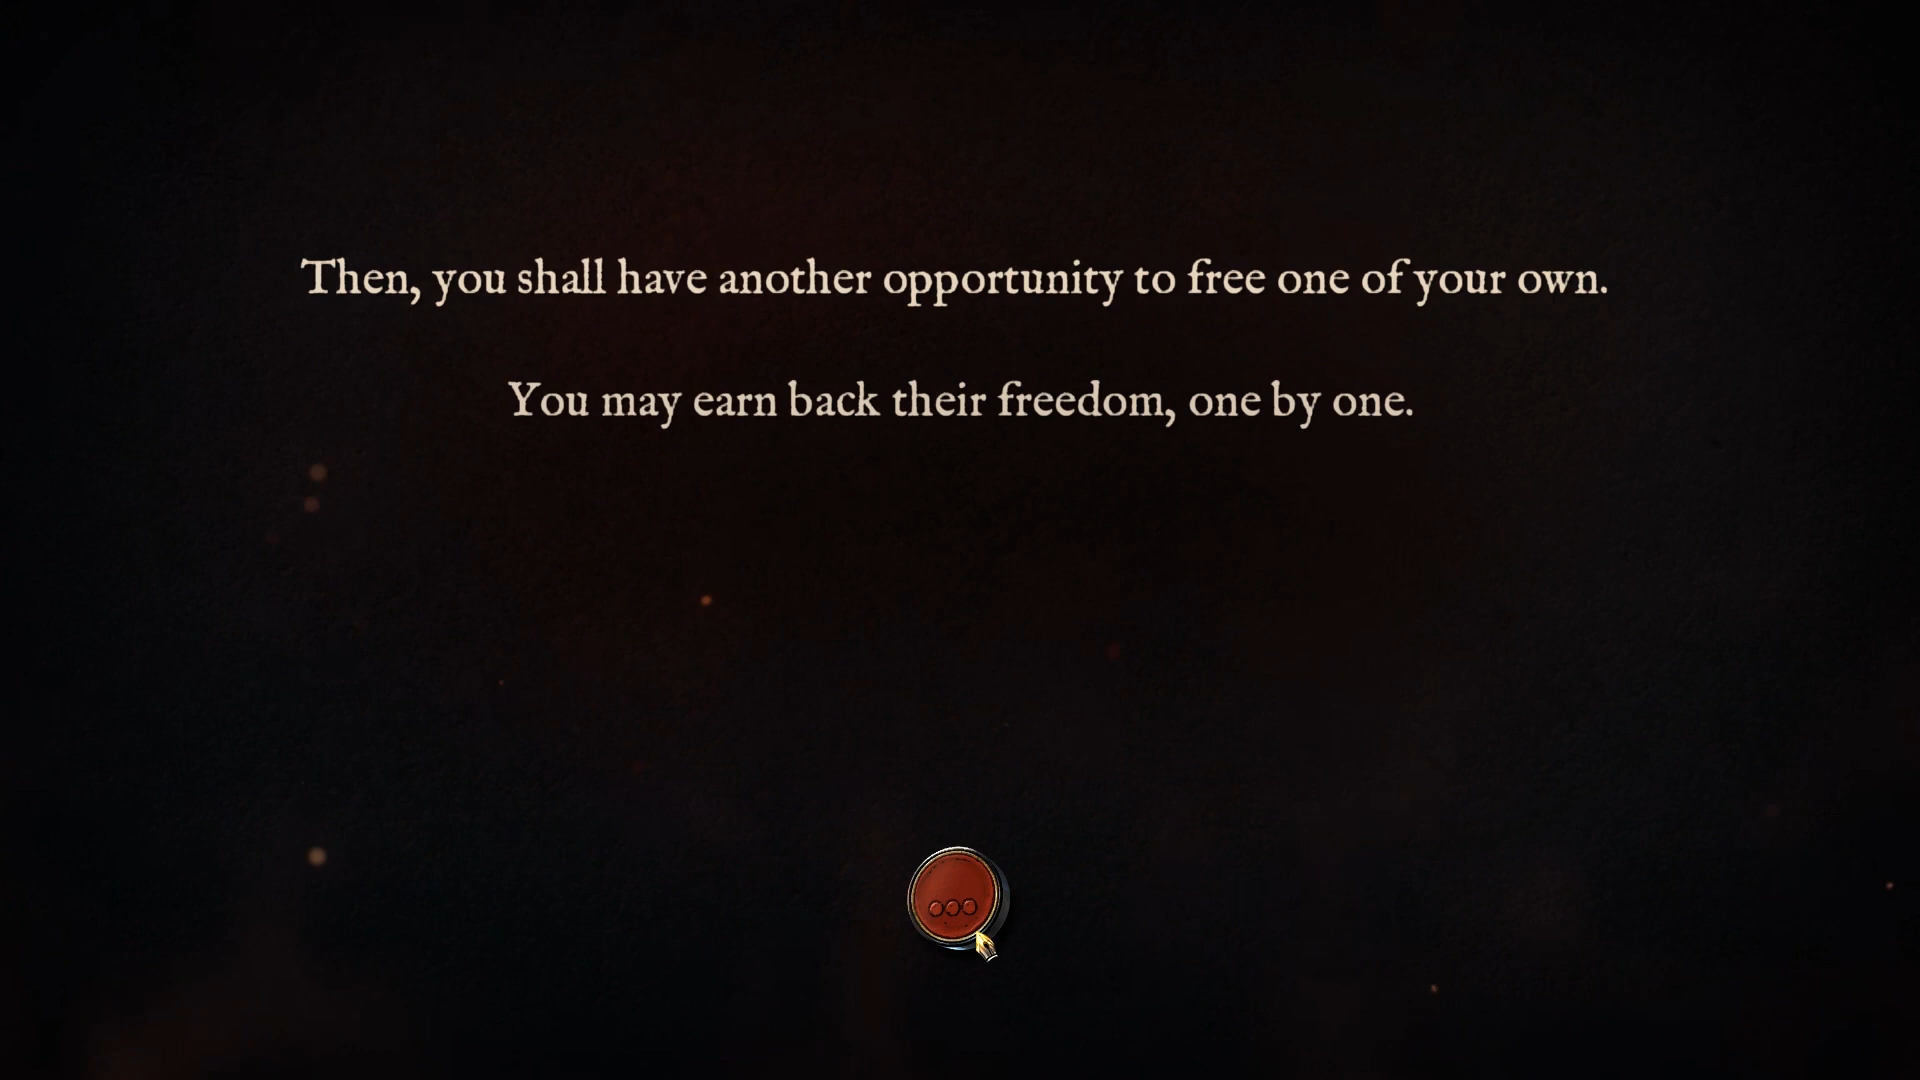 Then, you shall have another opportunity to free one of your own.
You may earn back their freedom, one by one.